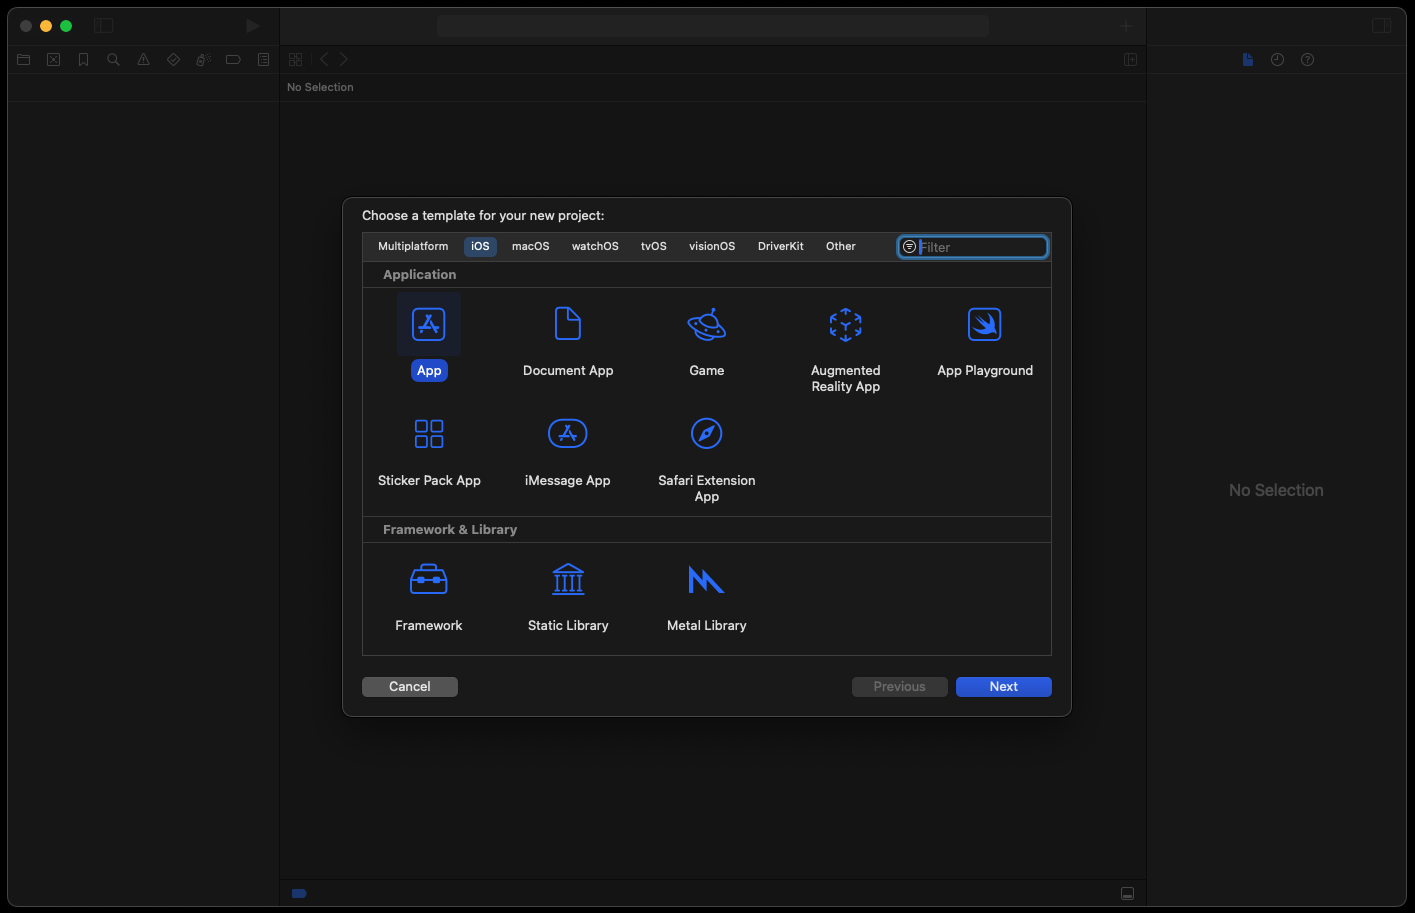 No Selection
Choose a template for your new project:
Multiplatform iOS macOS watchOS tvOS visionOS DriverKit Other Filter
Application
App Document App Game Augmented Reality App App Playground
Sticker Pack App iMessage App Safari Extension App
Framework & Library
Framework Static Library Metal Library
Cancel Previous Next
No Selection